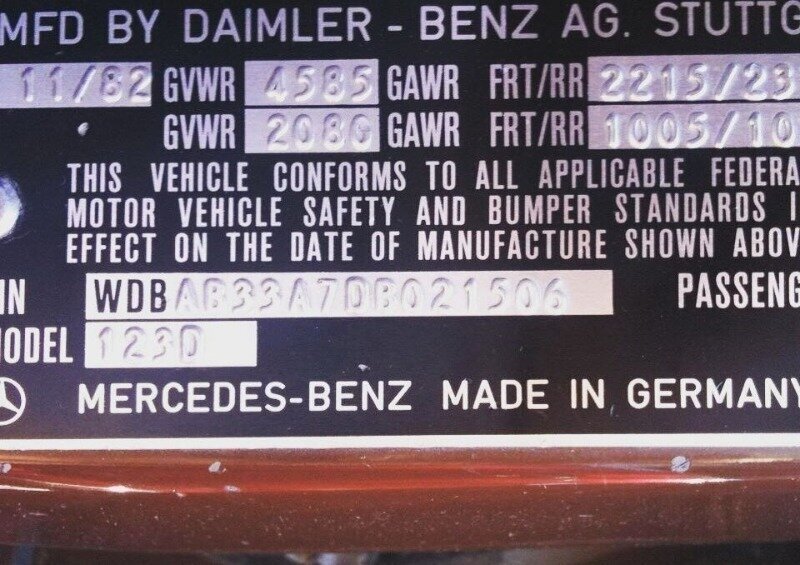 MFD BY DAIMLER - BENZ AG. STUTTG
11/82 GVWR 4585 GAWR FRT/RR 2215/23
GVWR 2080 GAWR FRT/RR 1005/10
THIS VEHICLE CONFORMS TO ALL APPLICABLE FEDERA
MOTOR VEHICLE SAFETY AND BUMPER STANDARDS I
EFFECT ON THE DATE OF MANUFACTURE SHOWN ABOV
IN WDBAB33A7DB021506 PASSENG
MODEL 123D
MERCEDES-BENZ MADE IN GERMANY